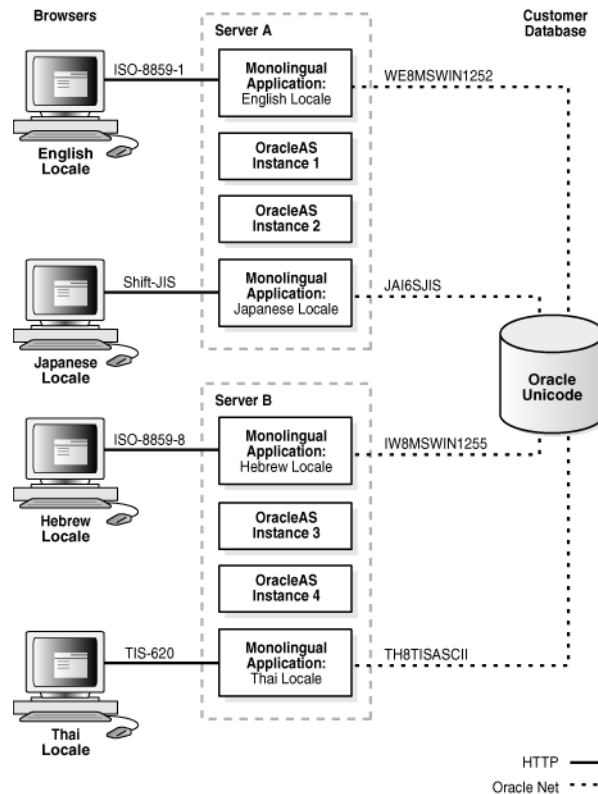 Browsers
Customer
Database
Server A
ISO-8859-1
Monolingual
Application:
English Locale
WE8MSWIN1252
English
Locale
OracleAS
Instance 1
OracleAS
Instance 2
Shift-JIS
Monolingual
Application:
Japanese Locale
JAI6SJIS
Japanese
Locale
Oracle
Unicode
Server B
ISO-8859-8
Monolingual
Application:
Hebrew Locale
IW8MSWIN1255
Hebrew
Locale
OracleAS
Instance 3
OracleAS
Instance 4
TIS-620
Monolingual
Application:
Thai Locale
TH8TISASCII
Thai
Locale
HTTP
Oracle Net